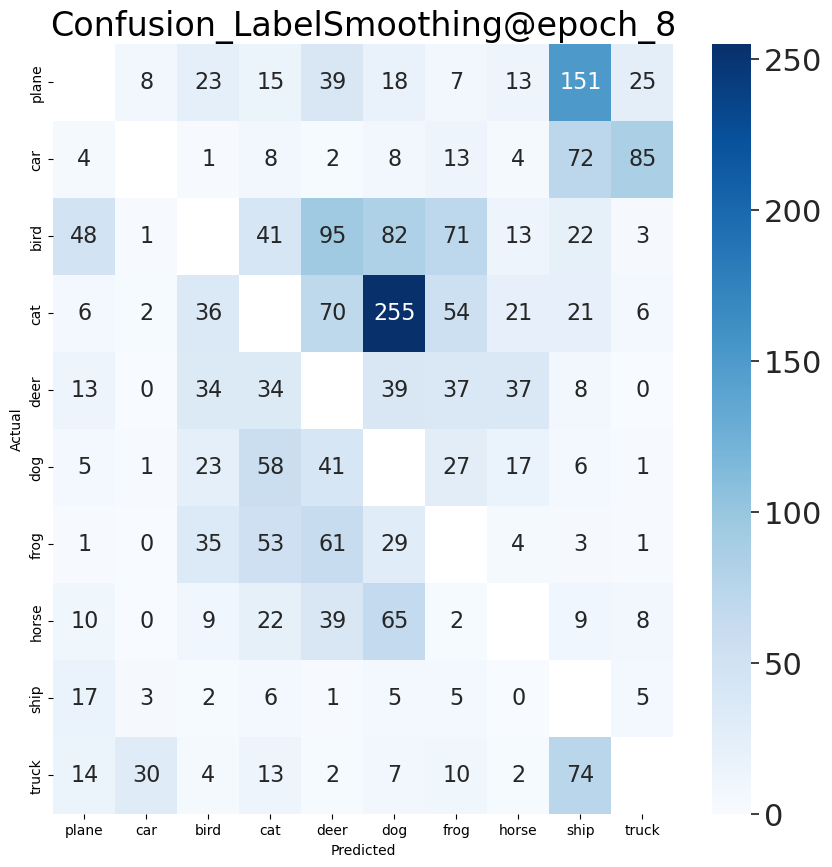 Confusion_LabelSmoothing@epoch_8
plane 8 23 15 39 18 7 13 151 25
car 4 1 8 2 8 13 4 72 85
bird 48 1 41 95 82 71 13 22 3
cat 6 2 36 70 255 54 21 21 6
deer 13 0 34 34 39 37 37 8 0
dog 5 1 23 58 41 27 17 6 1
frog 1 0 35 53 61 29 4 3 1
horse 10 0 9 22 39 65 2 9 8
ship 17 3 2 6 1 5 5 0 5
truck 14 30 4 13 2 7 10 2 74
Actual
plane car bird cat deer dog frog horse ship truck
Predicted
250
200
150
100
50
0